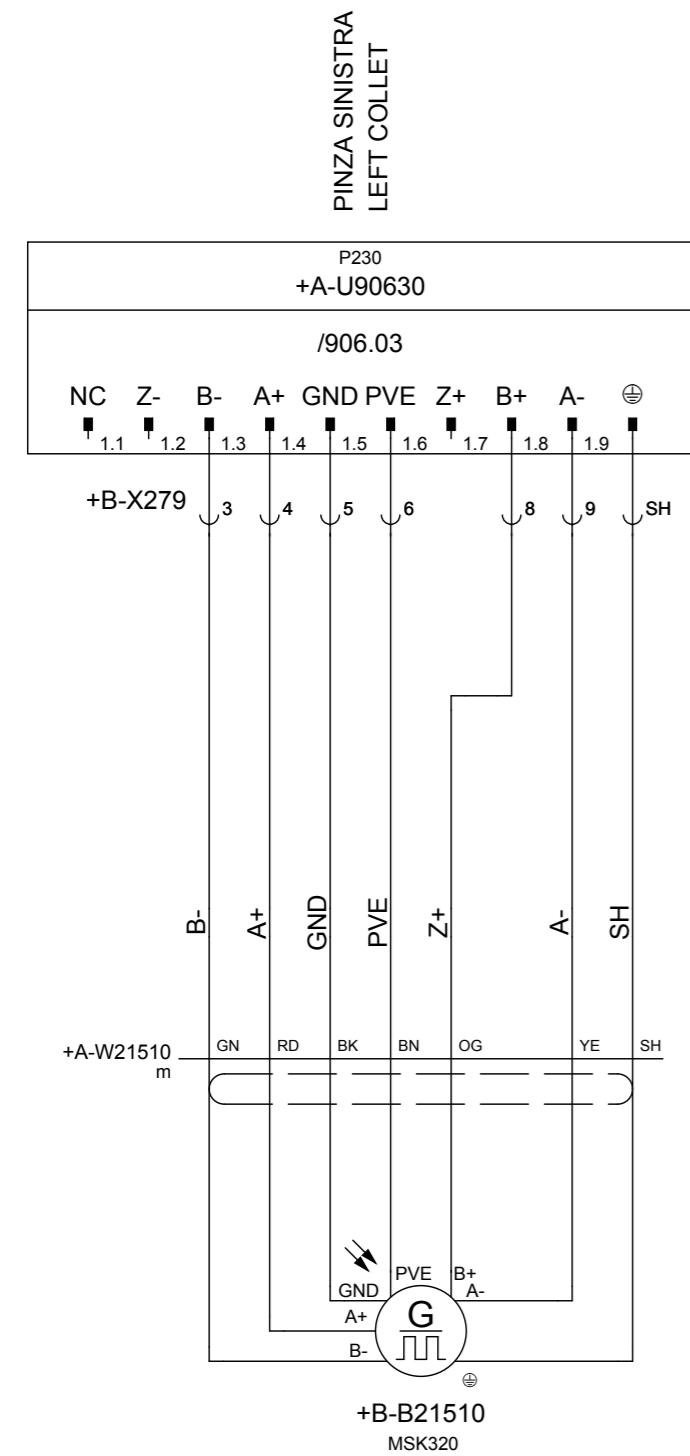 PINZA SINISTRA
LEFT COLLET
P230
+A-U90630
/906.03
NC Z- B- A+ GND PVE Z+ B+ A-
1.1 1.2 1.3 1.4 1.5 1.6 1.7 1.8 1.9
+B-X279 3 4 5 6 8 9 SH
B- A+ GND PVE Z+ A- SH
+A-W21510 GN RD BK BN OG YE SH
m
PVE B+
GND A-
A+ G
B-
+B-B21510
MSK320